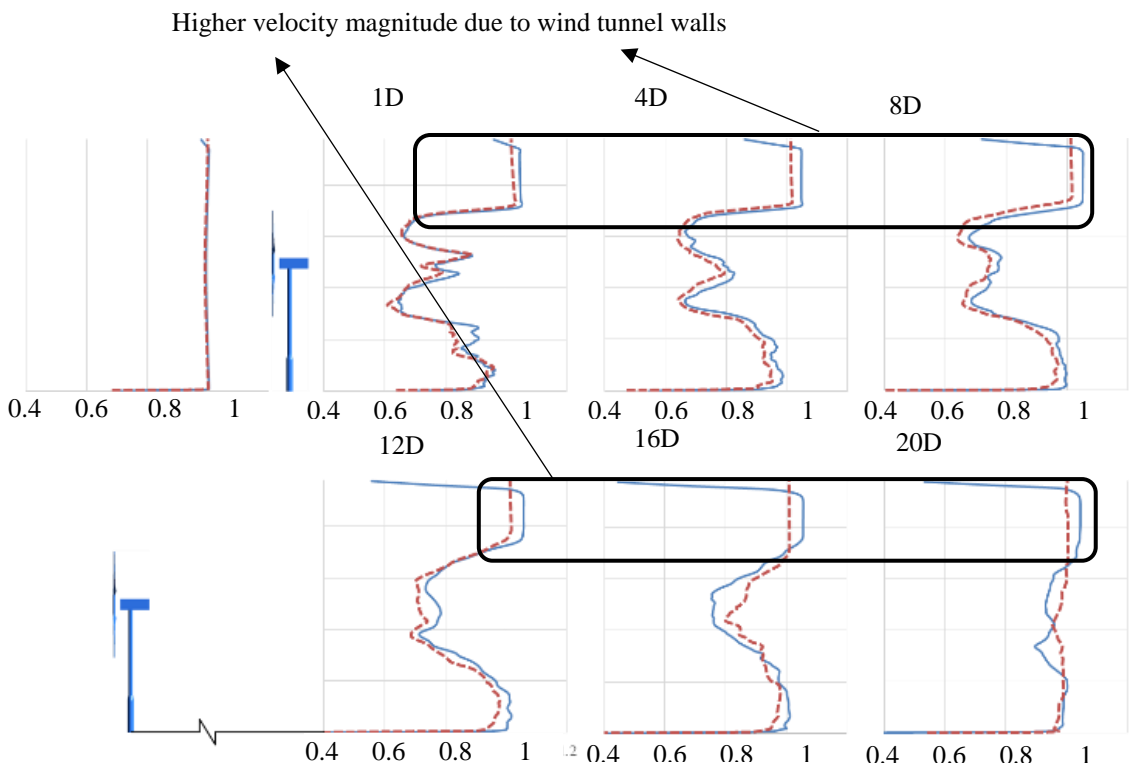 Higher velocity magnitude due to wind tunnel walls
1D 4D 8D
0.4 0.6 0.8 1 0.4 0.6 0.8 1 0.4 0.6 0.8 1 0.4 0.6 0.8 1
12D 16D 20D
0.4 0.6 0.8 1 0.4 0.6 0.8 1 0.4 0.6 0.8 1